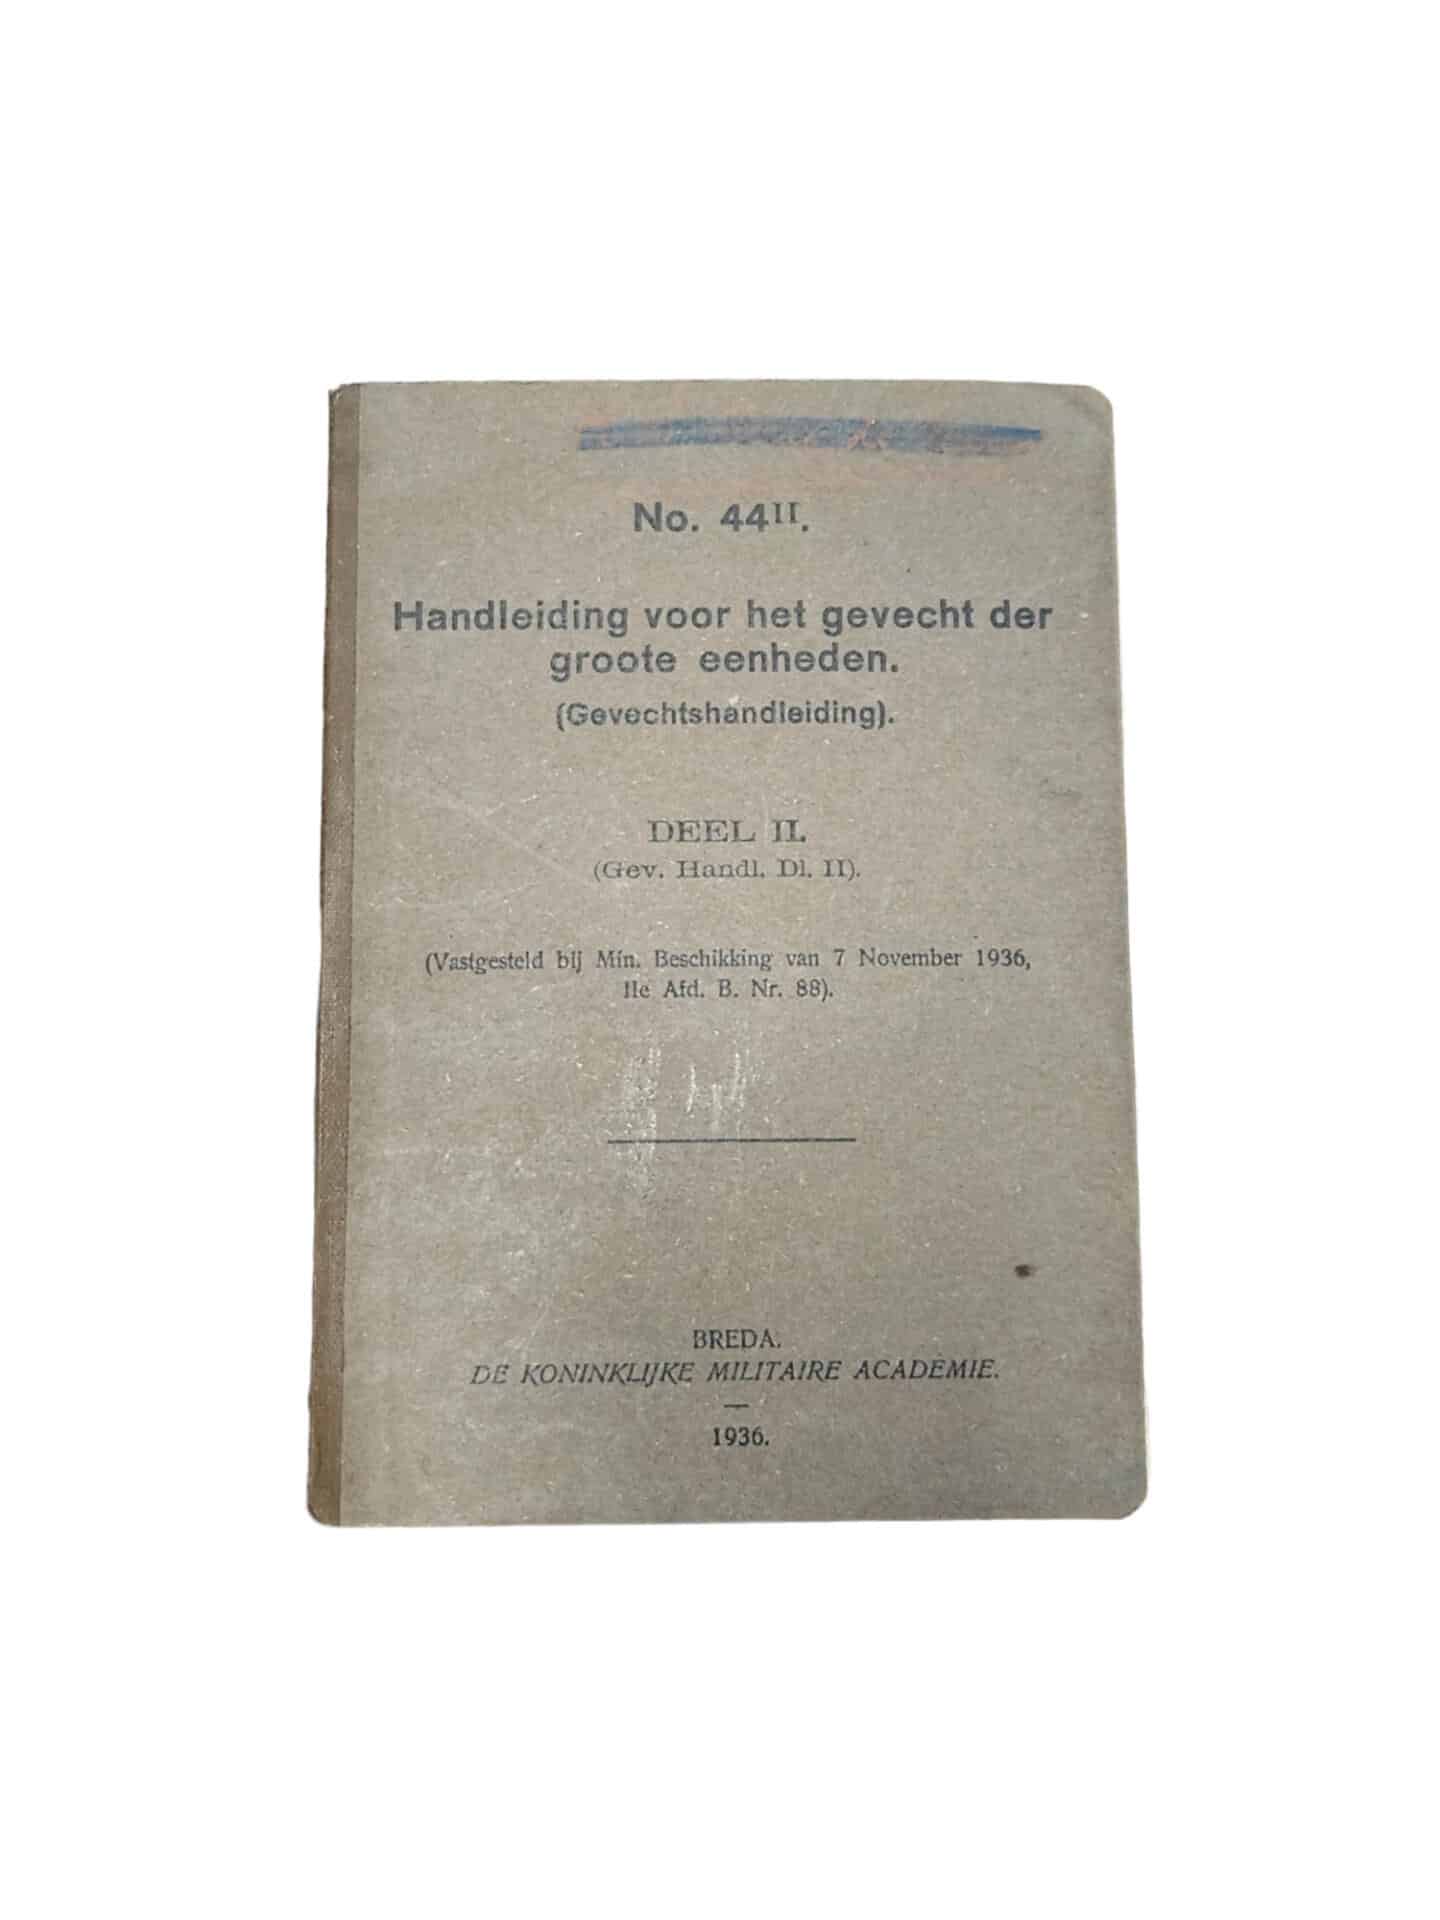 No. 44II.
Handleiding voor het gevecht der
groote eenheden.
(Gevechtshandleiding).
DEEL II.
(Gev. Handl. Dl. II).
(Vastgesteld bij Min. Beschikking van 7 November 1936,
IIe Afd. B. Nr. 88).
BREDA.
DE KONINKLIJKE MILITAIRE ACADEMIE.
1936.